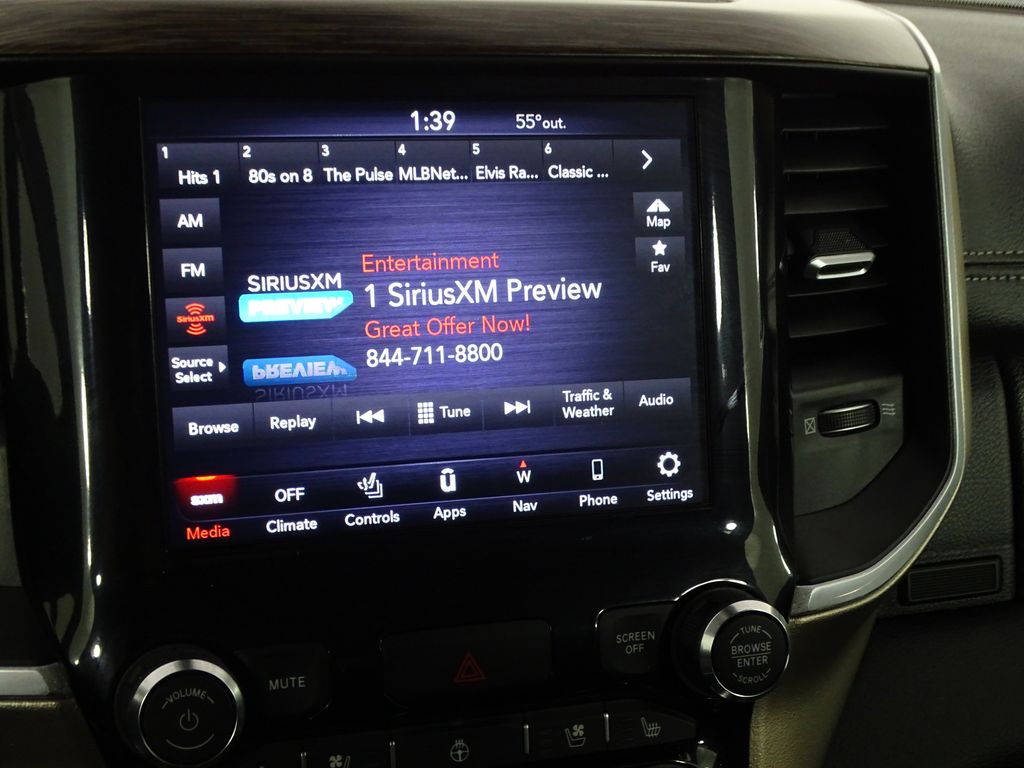 1:39 55°out.
1 2 3 4 5 6
Hits 1 80s on 8 The Pulse MLBNet... Elvis Ra... Classic ...
AM
Map
FM
Fav
SiriusXM
Source
Select
SIRIUSXM
PREVIEW
Entertainment
1 SiriusXM Preview
Great Offer Now!
844-711-8800
PREVIEW
SIRIUSXM
Browse Replay Tune Traffic &
Weather Audio
sxm OFF W
Media Climate Controls Apps Nav Phone Settings
VOLUME
MUTE
SCREEN
OFF
TUNE
BROWSE
ENTER
SCROLL